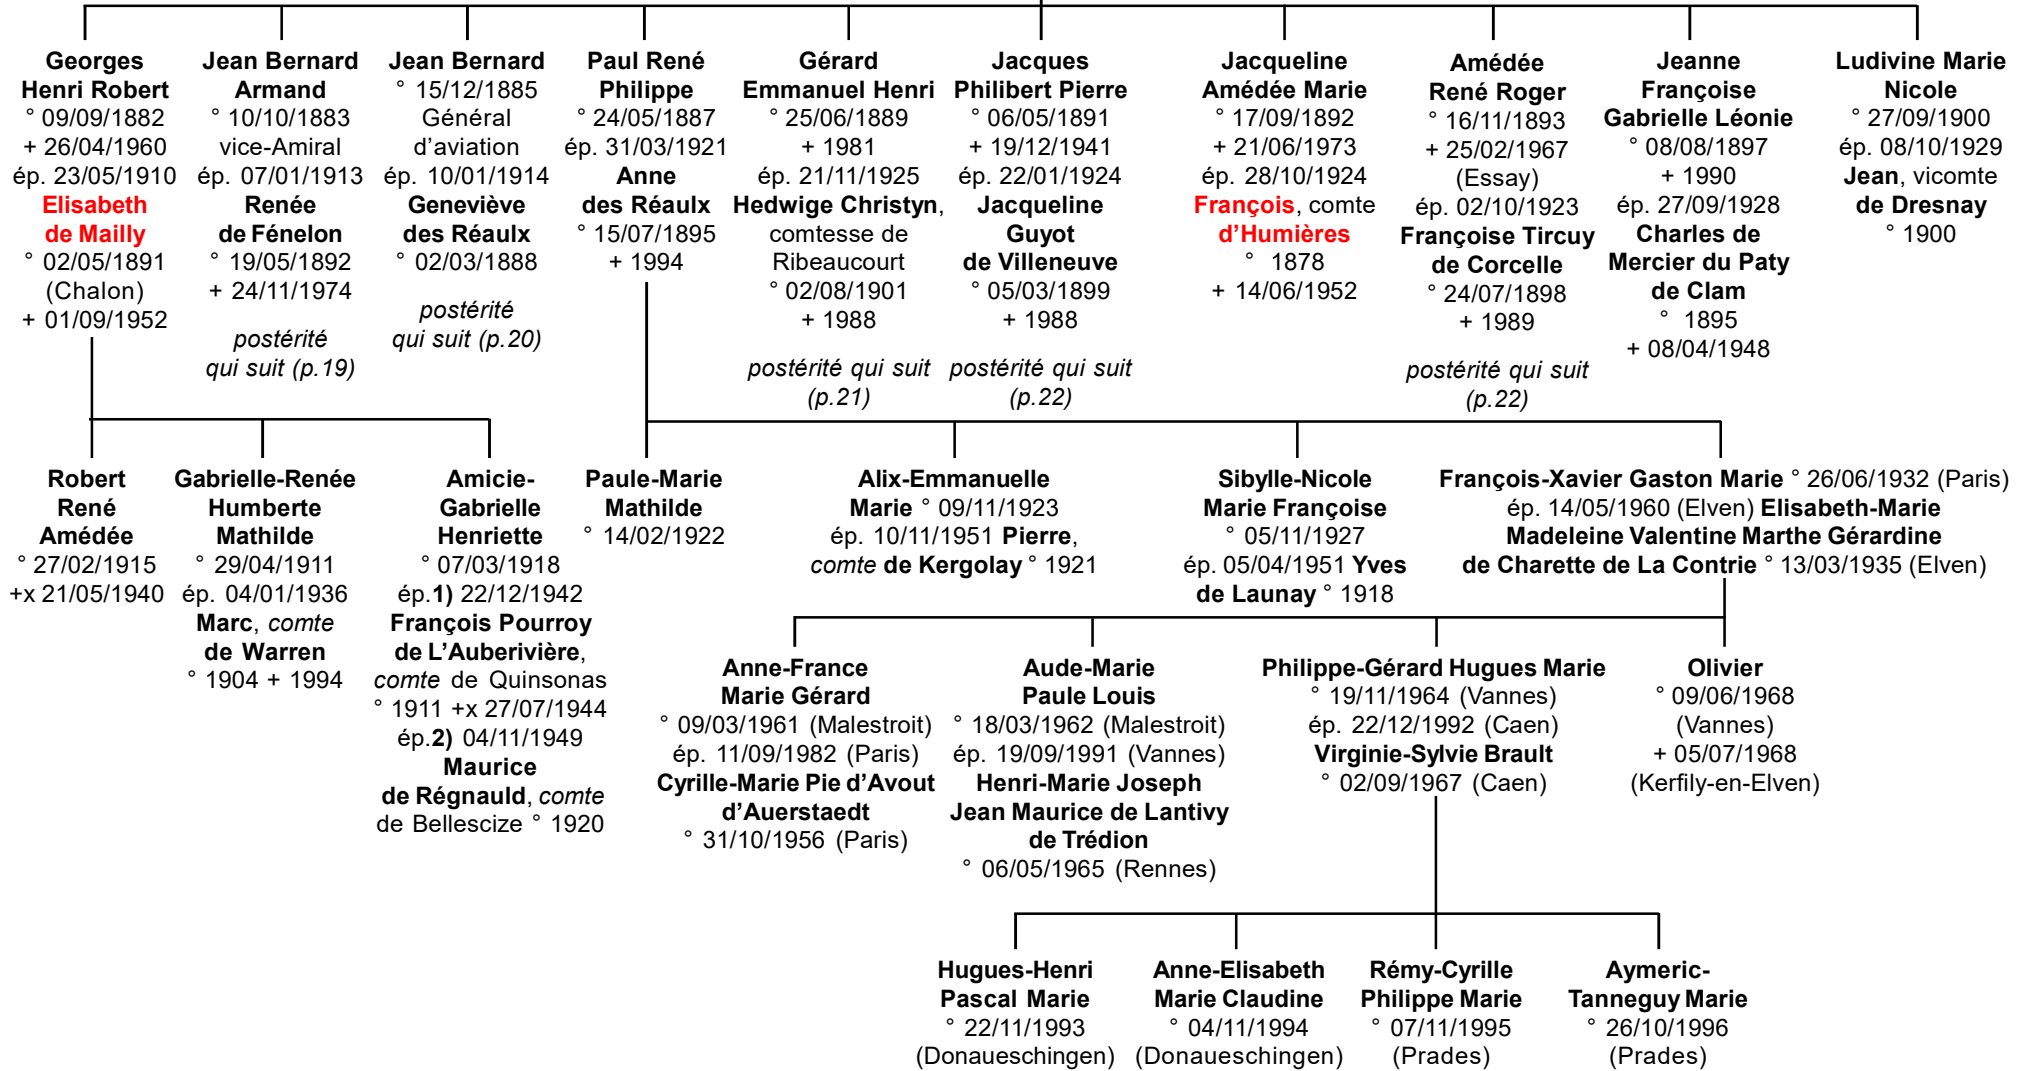 Georges
Henri Robert
° 09/09/1882
+ 26/04/1960
ép. 23/05/1910
Elisabeth
de Mailly
° 02/05/1891
(Chalon)
+ 01/09/1952
Jean Bernard
Armand
° 10/10/1883
vice-Amiral
ép. 07/01/1913
Renée
de Fénelon
° 19/05/1892
+ 24/11/1974
postérité
qui suit (p.19)
Jean Bernard
° 15/12/1885
Général
d’aviation
ép. 10/01/1914
Geneviève
des Réaulx
° 02/03/1888
postérité
qui suit (p.20)
Paul René
Philippe
° 24/05/1887
ép. 31/03/1921
Anne
des Réaulx
° 15/07/1895
+ 1994
Gérard
Emmanuel Henri
° 25/06/1889
+ 1981
ép. 21/11/1925
Hedwige Christyn,
comtesse de
Ribeaucourt
° 02/08/1901
+ 1988
postérité qui suit
(p.21)
Jacques
Philibert Pierre
° 06/05/1891
+ 19/12/1941
ép. 22/01/1924
Jacqueline
Guyot
de Villeneuve
° 05/03/1899
+ 1988
postérité qui suit
(p.22)
Jacqueline
Amédée Marie
° 17/09/1892
+ 21/06/1973
ép. 28/10/1924
François, comte
d’Humières
° 1878
+ 14/06/1952
Amédée
René Roger
° 16/11/1893
+ 25/02/1967
(Essay)
ép. 02/10/1923
Françoise Tircuy
de Corcelle
° 24/07/1898
+ 1989
postérité qui suit
(p.22)
Jeanne
Françoise
Gabrielle Léonie
° 08/08/1897
+ 1990
ép. 27/09/1928
Charles de
Mercier du Paty
de Clam
° 1895
+ 08/04/1948
Ludivine Marie
Nicole
° 27/09/1900
ép. 08/10/1929
Jean, vicomte
de Dresnay
° 1900
Robert
René
Amédée
° 27/02/1915
+x 21/05/1940
Gabrielle-Renée
Humberte
Mathilde
° 29/04/1911
ép. 04/01/1936
Marc, comte
de Warren
° 1904 + 1994
Amicie-
Gabrielle
Henriette
° 07/03/1918
ép.1) 22/12/1942
François Pourroy
de L’Auberivière,
comte de Quinsonas
° 1911 +x 27/07/1944
ép.2) 04/11/1949
Maurice
de Régnauld, comte
de Bellescize ° 1920
Paule-Marie
Mathilde
° 14/02/1922
Alix-Emmanuelle
Marie ° 09/11/1923
ép. 10/11/1951 Pierre,
comte de Kergolay ° 1921
Sibylle-Nicole
Marie Françoise
° 05/11/1927
ép. 05/04/1951 Yves
de Launay ° 1918
François-Xavier Gaston Marie ° 26/06/1932 (Paris)
ép. 14/05/1960 (Elven) Elisabeth-Marie
Madeleine Valentine Marthe Gérardine
de Charette de La Contrie ° 13/03/1935 (Elven)
Anne-France
Marie Gérard
° 09/03/1961 (Malestroit)
ép. 11/09/1982 (Paris)
Cyrille-Marie Pie d’Avout
d’Auerstaedt
° 31/10/1956 (Paris)
Aude-Marie
Paule Louis
° 18/03/1962 (Malestroit)
ép. 19/09/1991 (Vannes)
Henri-Marie Joseph
Jean Maurice de Lantivy
de Trédion
° 06/05/1965 (Rennes)
Philippe-Gérard Hugues Marie
° 19/11/1964 (Vannes)
ép. 22/12/1992 (Caen)
Virginie-Sylvie Brault
° 02/09/1967 (Caen)
Olivier
° 09/06/1968
(Vannes)
+ 05/07/1968
(Kerfily-en-Elven)
Hugues-Henri
Pascal Marie
° 22/11/1993
(Donaueschingen)
Anne-Elisabeth
Marie Claudine
° 04/11/1994
(Donaueschingen)
Rémy-Cyrille
Philippe Marie
° 07/11/1995
(Prades)
Aymeric-
Tanneguy Marie
° 26/10/1996
(Prades)